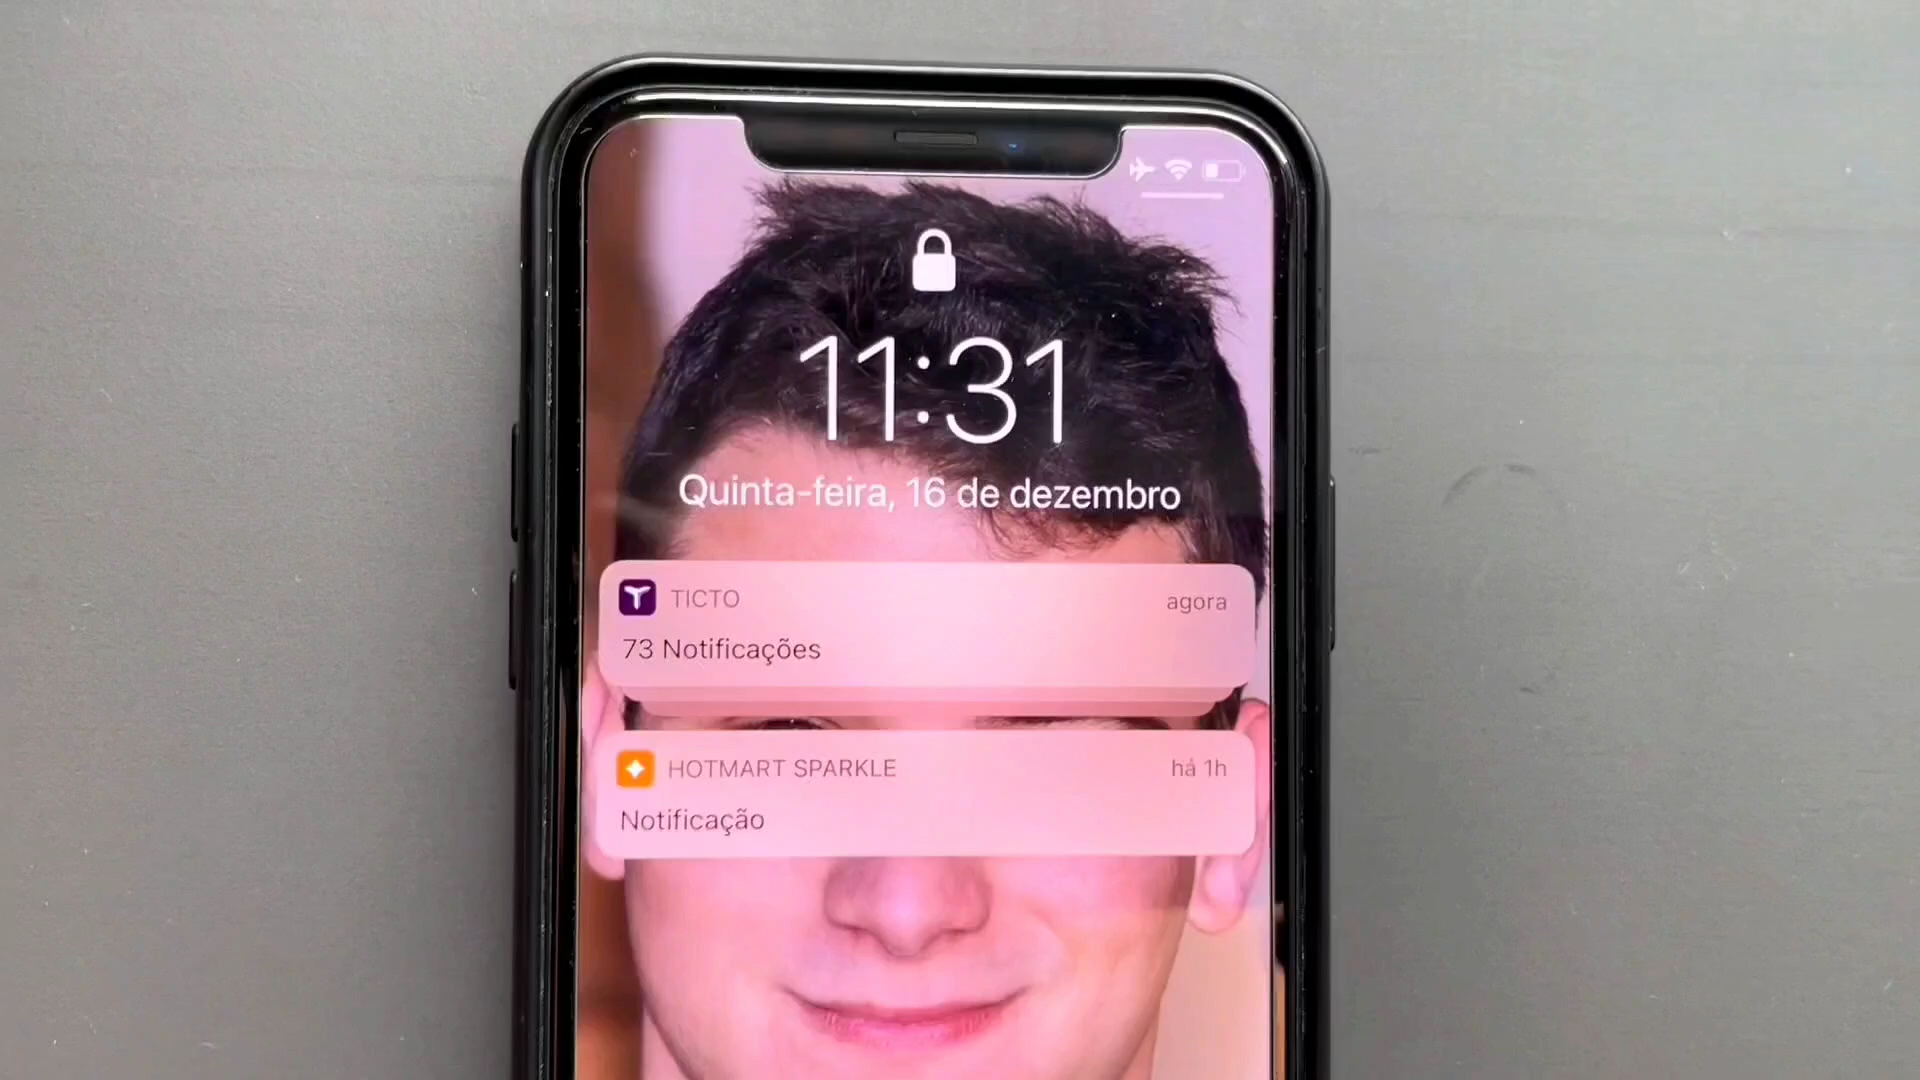 11:31
Quinta-feira, 16 de dezembro
TICTO
agora
73 Notificações
HOTMART SPARKLE
há 1h
Notificação